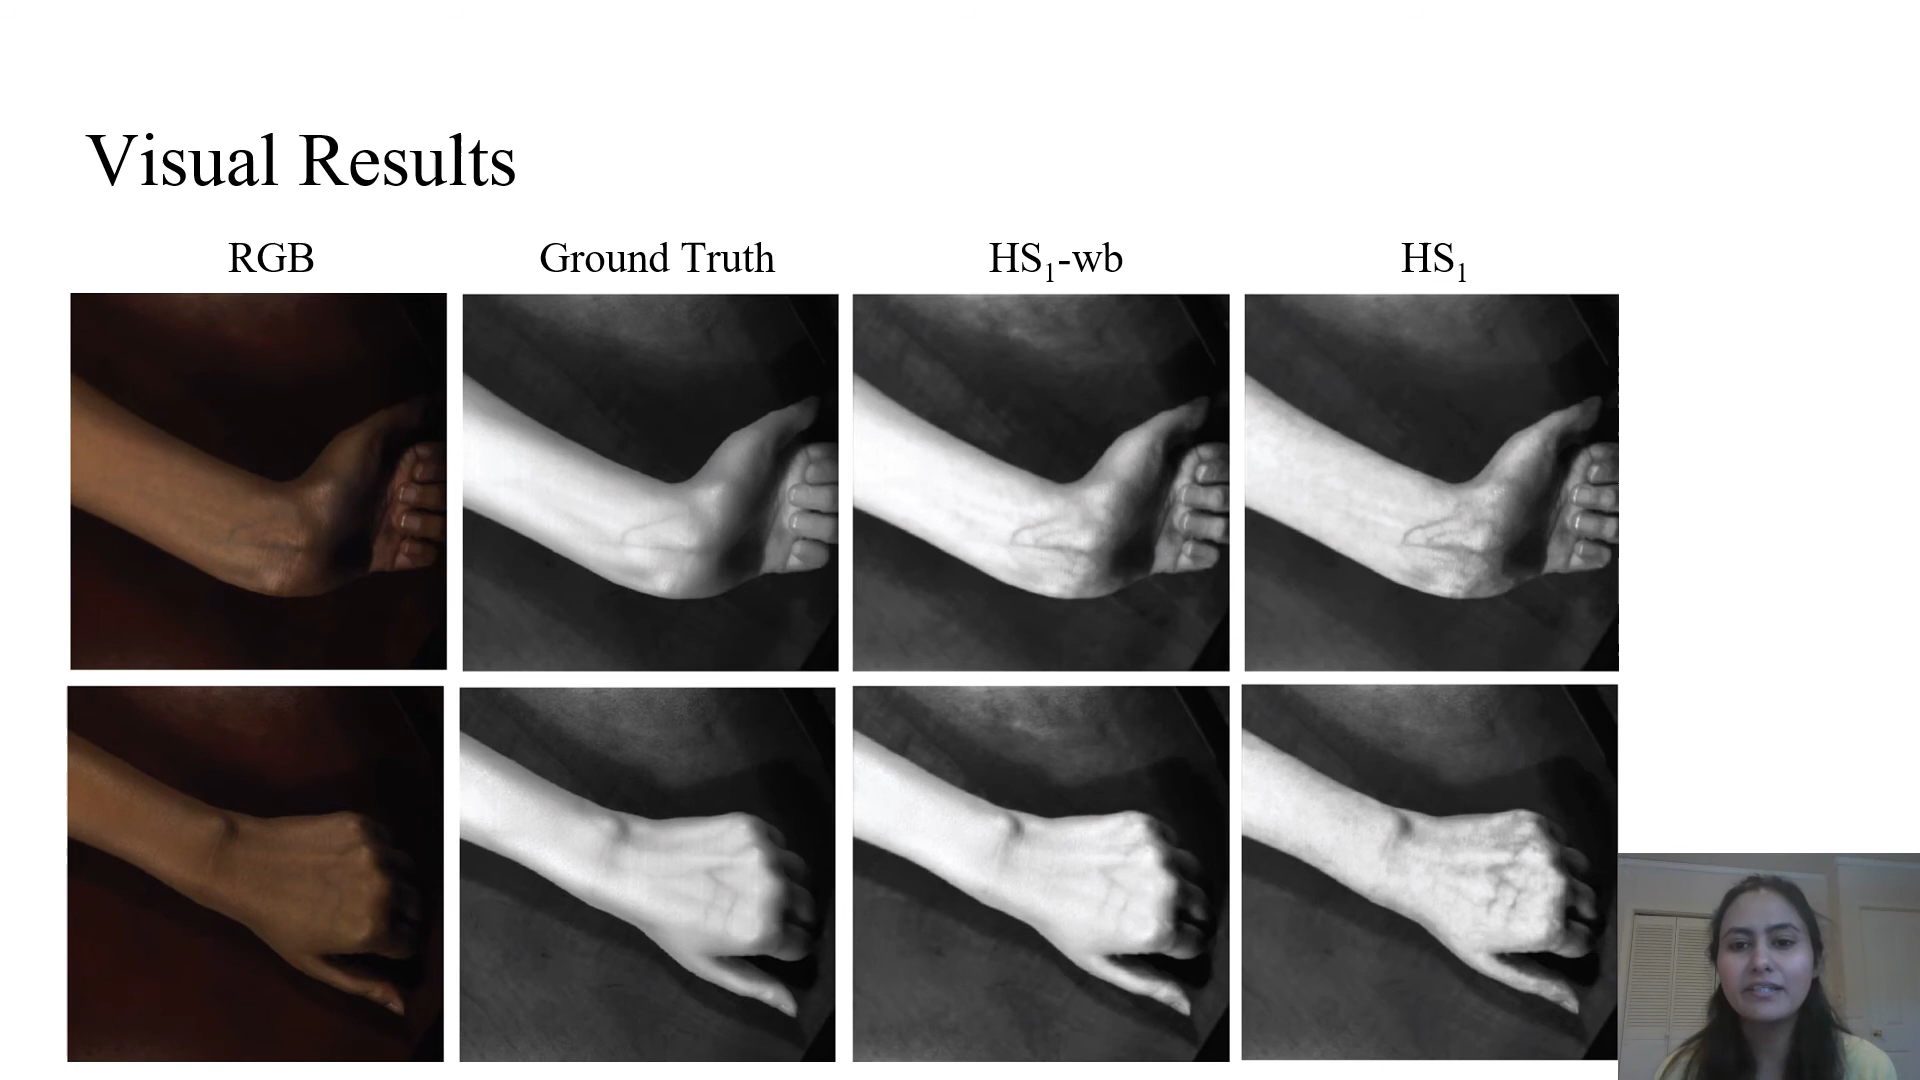 Visual Results
RGB
Ground Truth
HS₁-wb
HS₁